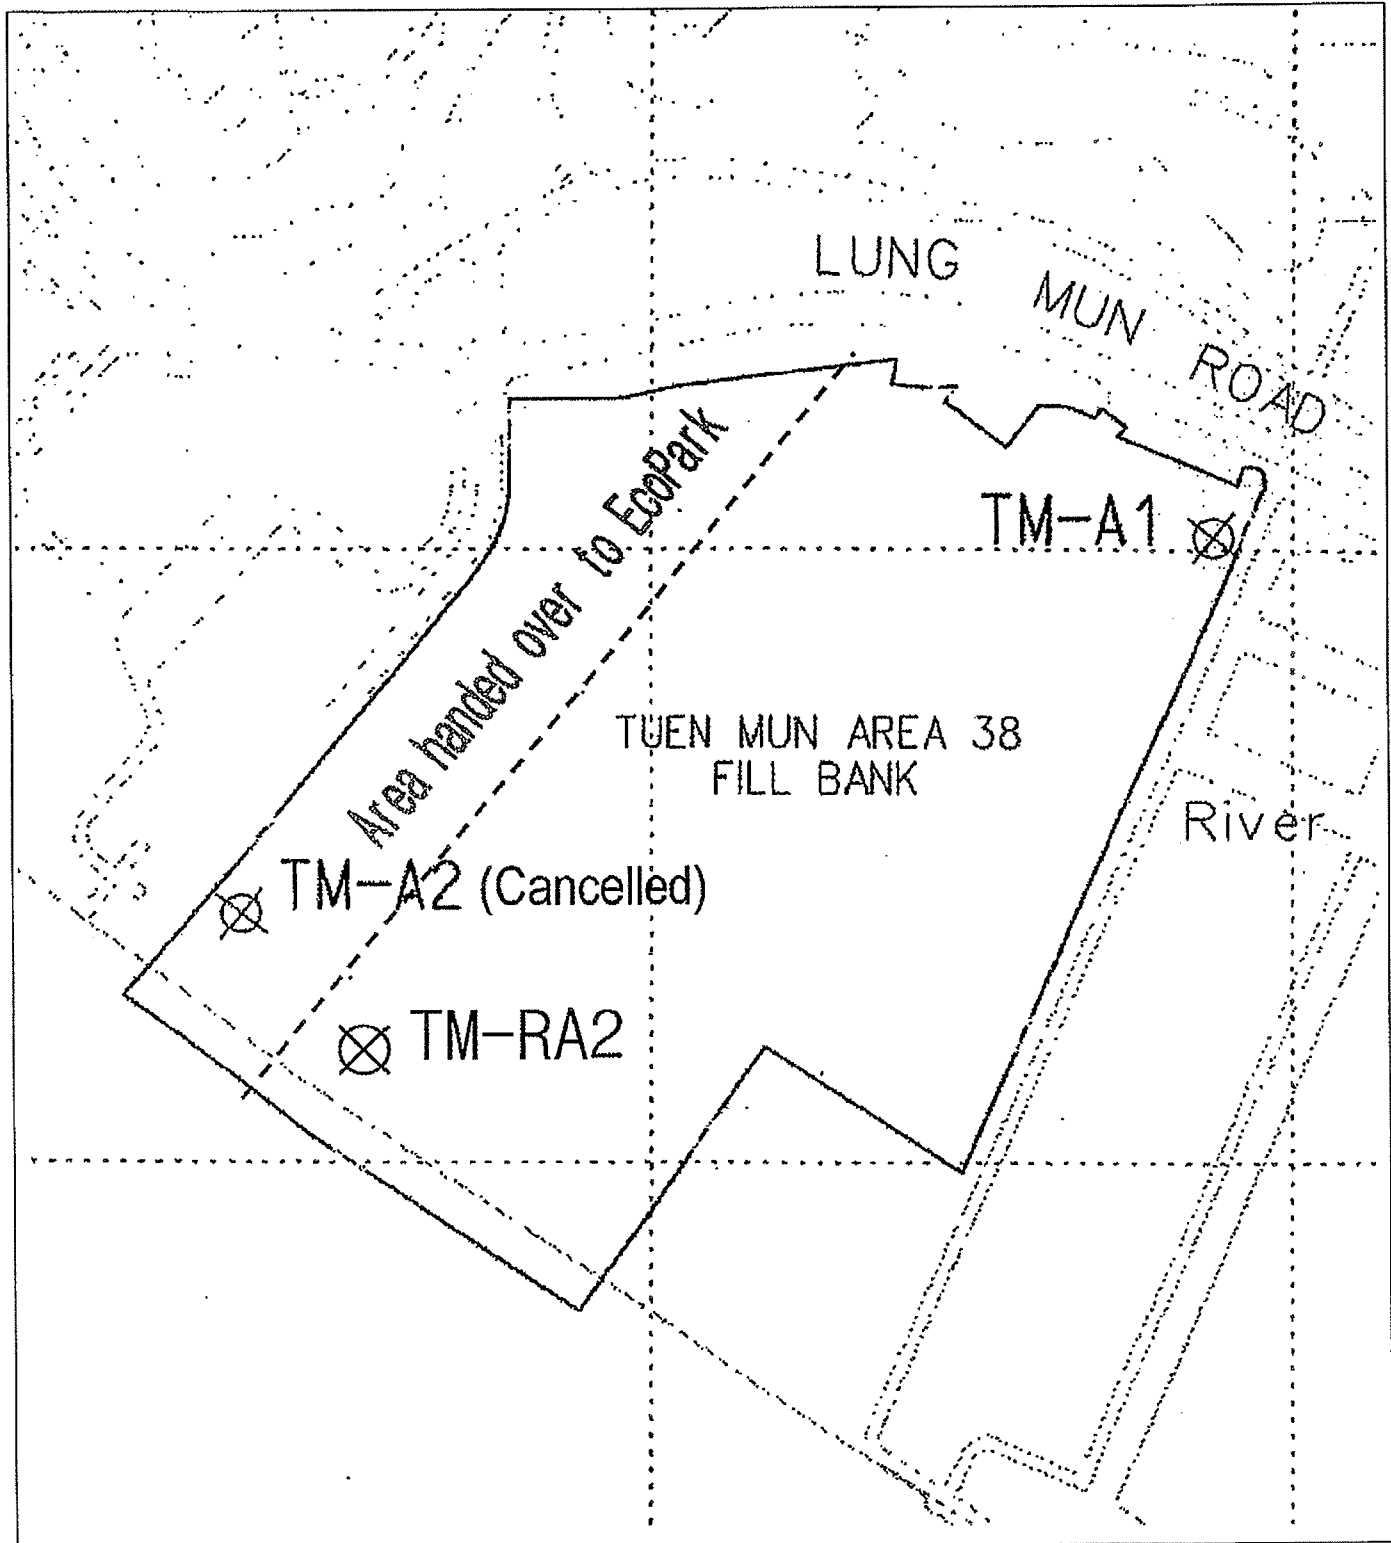 LUNG MUN ROAD
Area handed over to EcoPark
TM-A1
TUEN MUN AREA 38
FILL BANK
River
TM-A2 (Cancelled)
TM-RA2